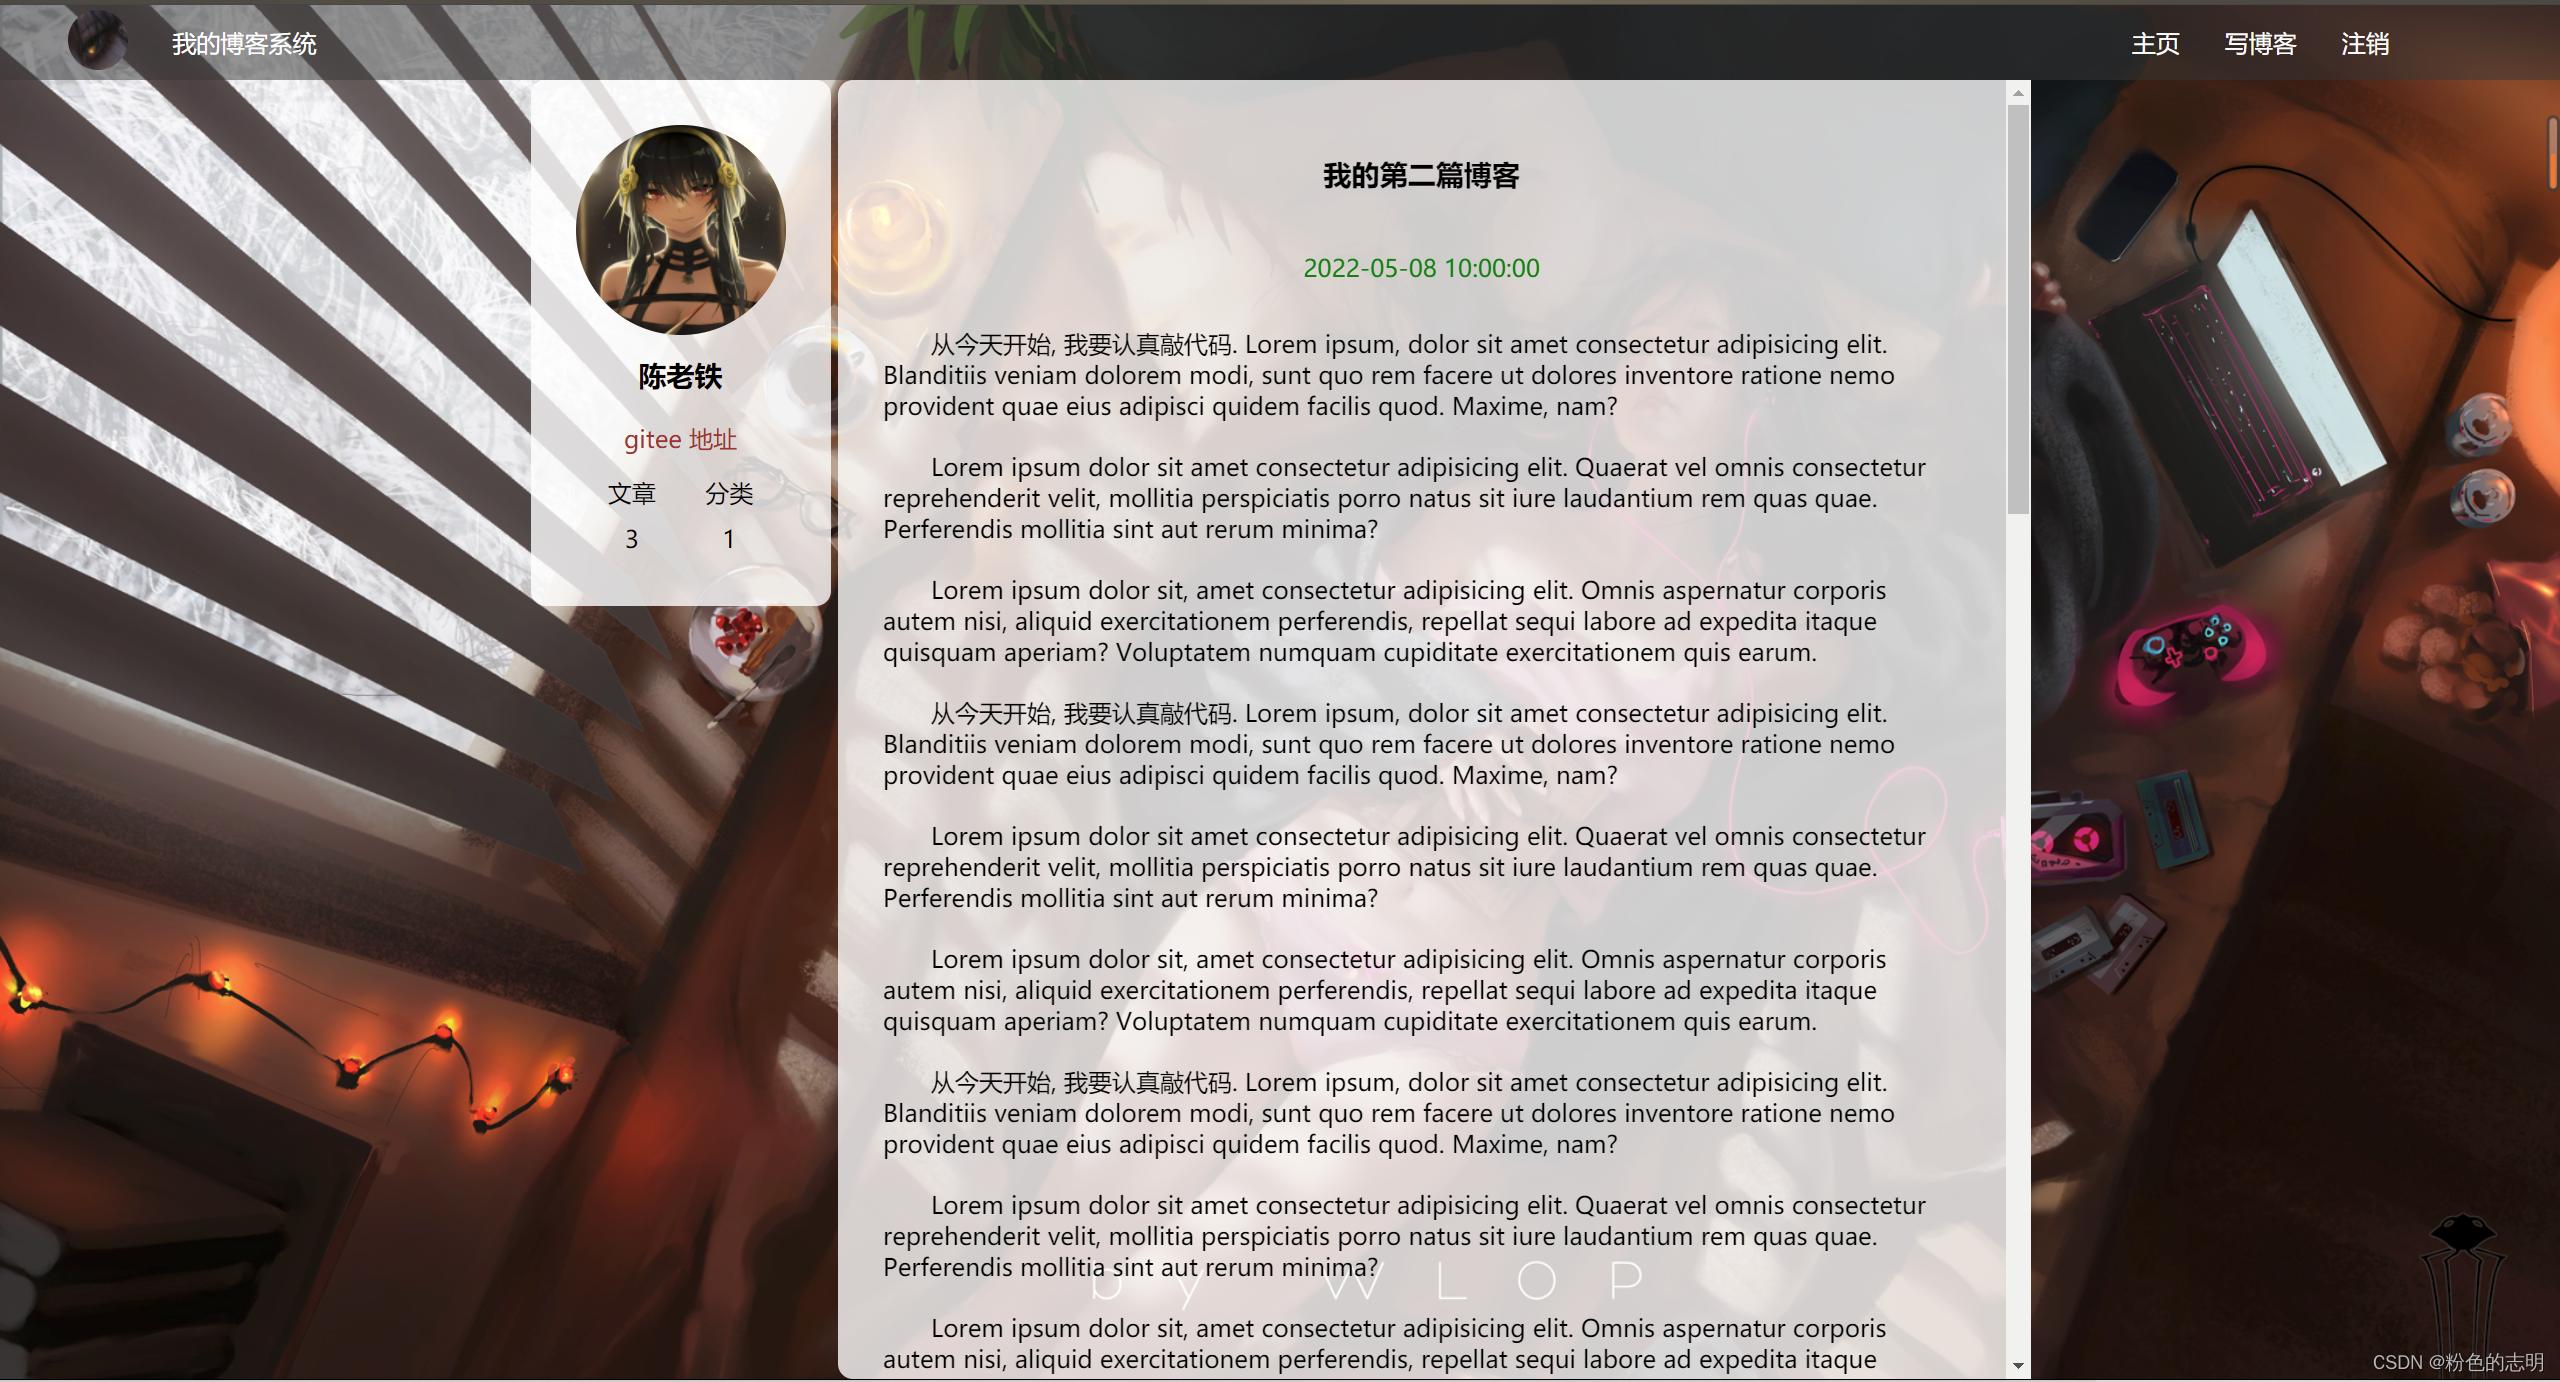 我的博客系统
主页 写博客 注销
陈老铁
gitee 地址
文章 分类
3 1
我的第二篇博客
2022-05-08 10:00:00
从今天开始, 我要认真敲代码. Lorem ipsum, dolor sit amet consectetur adipisicing elit.
Blanditiis veniam dolorem modi, sunt quo rem facere ut dolores inventore ratione nemo
provident quae eius adipisci quidem facilis quod. Maxime, nam?
Lorem ipsum dolor sit amet consectetur adipisicing elit. Quaerat vel omnis consectetur
reprehenderit velit, mollitia perspiciatis porro natus sit iure laudantium rem quas quae.
Perferendis mollitia sint aut rerum minima?
Lorem ipsum dolor sit, amet consectetur adipisicing elit. Omnis aspernatur corporis
autem nisi, aliquid exercitationem perferendis, repellat sequi labore ad expedita itaque
quisquam aperiam? Voluptatem numquam cupiditate exercitationem quis earum.
从今天开始, 我要认真敲代码. Lorem ipsum, dolor sit amet consectetur adipisicing elit.
Blanditiis veniam dolorem modi, sunt quo rem facere ut dolores inventore ratione nemo
provident quae eius adipisci quidem facilis quod. Maxime, nam?
Lorem ipsum dolor sit amet consectetur adipisicing elit. Quaerat vel omnis consectetur
reprehenderit velit, mollitia perspiciatis porro natus sit iure laudantium rem quas quae.
Perferendis mollitia sint aut rerum minima?
Lorem ipsum dolor sit, amet consectetur adipisicing elit. Omnis aspernatur corporis
autem nisi, aliquid exercitationem perferendis, repellat sequi labore ad expedita itaque
quisquam aperiam? Voluptatem numquam cupiditate exercitationem quis earum.
从今天开始, 我要认真敲代码. Lorem ipsum, dolor sit amet consectetur adipisicing elit.
Blanditiis veniam dolorem modi, sunt quo rem facere ut dolores inventore ratione nemo
provident quae eius adipisci quidem facilis quod. Maxime, nam?
Lorem ipsum dolor sit amet consectetur adipisicing elit. Quaerat vel omnis consectetur
reprehenderit velit, mollitia perspiciatis porro natus sit iure laudantium rem quas quae.
Perferendis mollitia sint aut rerum minima?
by WLOP
Lorem ipsum dolor sit, amet consectetur adipisicing elit. Omnis aspernatur corporis
autem nisi, aliquid exercitationem perferendis, repellat sequi labore ad expedita itaque
CSDN @粉色的志明